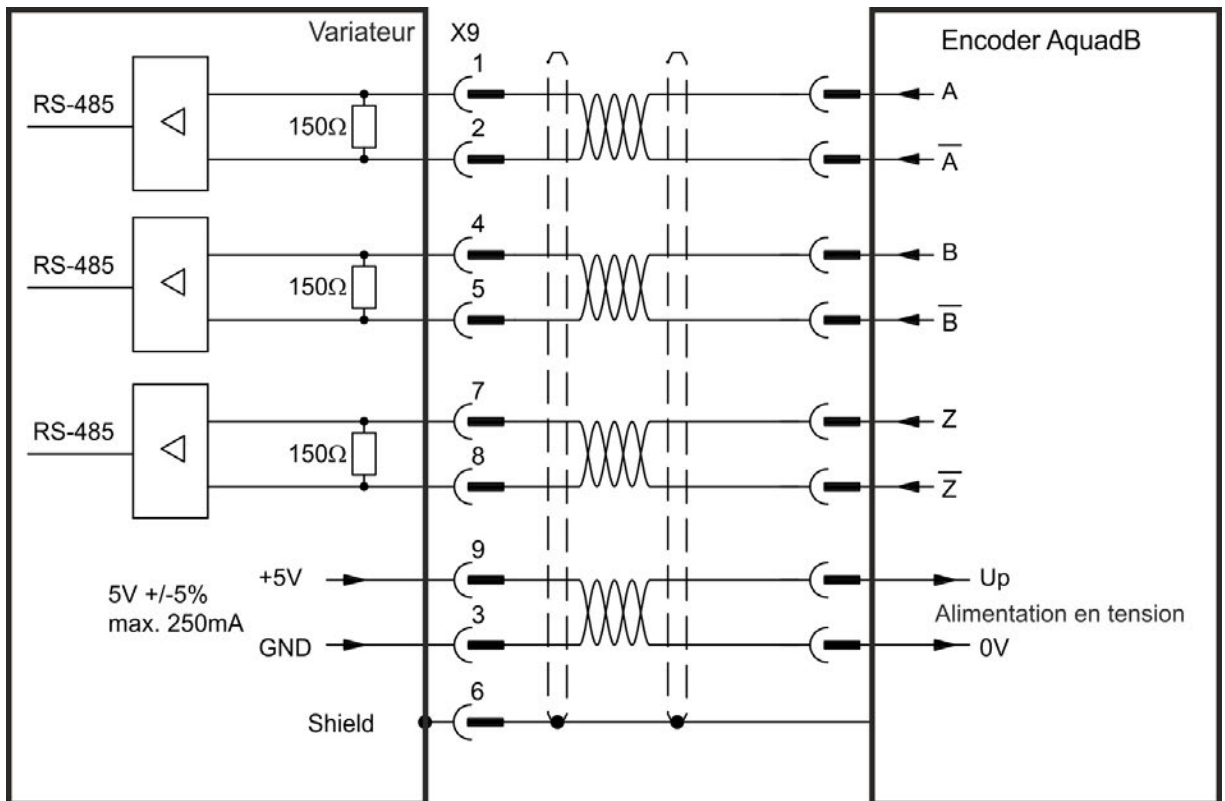 Variateur
X9
Encoder AquadB
1
RS-485
A
150Ω
2
A̅
4
B
RS-485
150Ω
5
B̅
7
Z
RS-485
150Ω
8
Z̅
9
+5V
Up
5V +/-5%
max. 250mA
Alimentation en tension
3
GND
0V
6
Shield